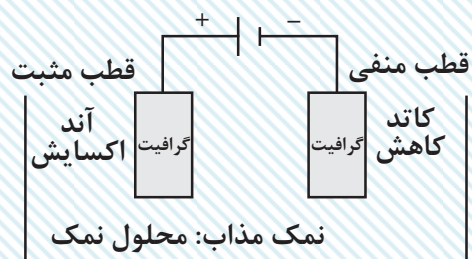 + −
قطب مثبت
قطب منفی
آند
اکسایش
گرافیت
گرافیت
کاتد
کاهش
نمک مذاب: محلول نمک